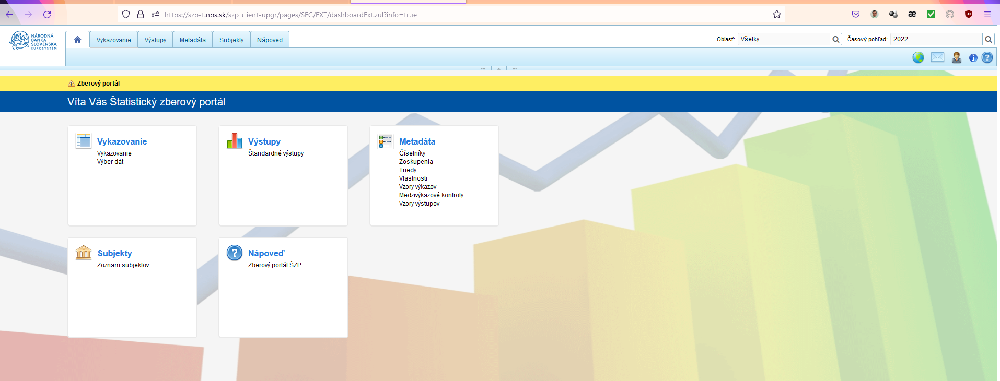 https://szp-t.nbs.sk/szp_client-upgr/pages/SEC/EXT/dashboardExt.zul?info=true
NÁRODNÁ
BANKA
SLOVENSKA
EUROSYSTÉM
Vykazovanie
Výstupy
Metadáta
Subjekty
Nápoveď
Oblasť:
Všetky
Časový pohľad:
2022
Zberový portál
Víta Vás Štatistický zberový portál
Vykazovanie
Vykazovanie
Výber dát
Výstupy
Štandardné výstupy
Metadáta
Číselníky
Zoskupenia
Triedy
Vlastnosti
Vzory výkazov
Medzivýkazové kontroly
Vzory výstupov
Subjekty
Zoznam subjektov
Nápoveď
Zberový portál ŠZP